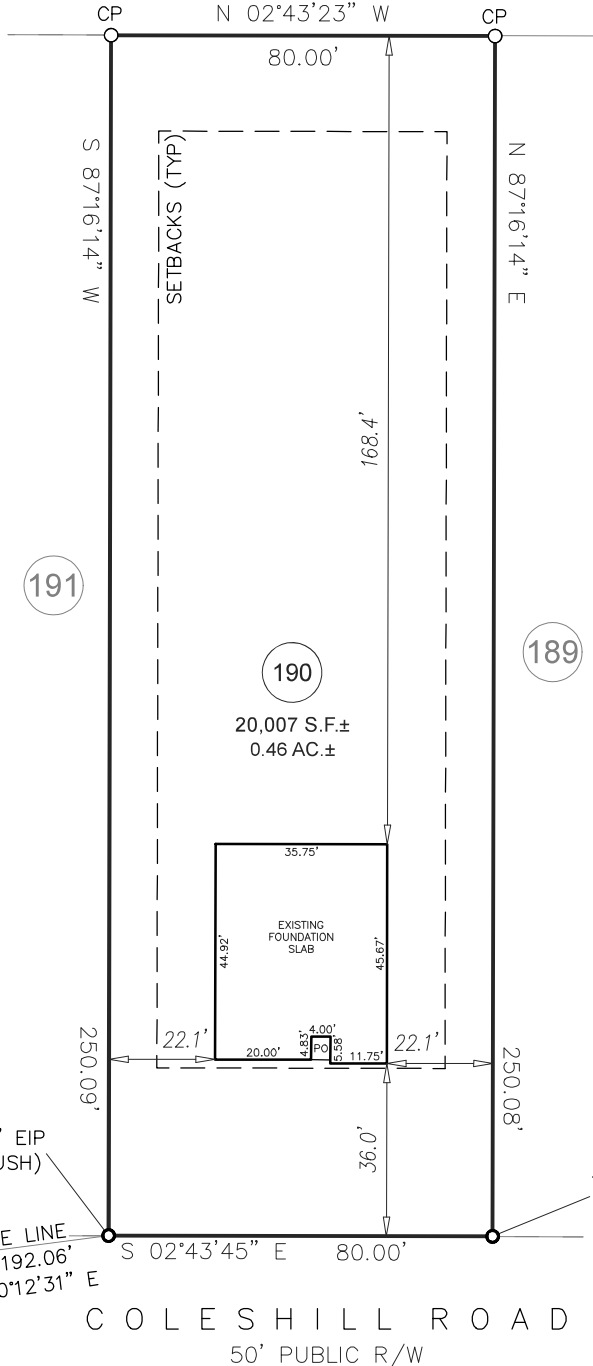 N 02°43'23" W
CP
CP
80.00'
S 87°16'14" W
SETBACKS (TYP)
N 87°16'14" E
168.4'
191
189
190
20,007 S.F.±
0.46 AC.±
35.75'
EXISTING
FOUNDATION
SLAB
44.92'
45.67'
4.00'
4.83'
PO
5.58'
20.00'
11.75'
22.1'
22.1'
250.09'
250.08'
36.0'
' EIP
USH)
E LINE
192.06'
0°12'31" E
S 02°43'45" E 80.00'
COLESHILL ROAD
50' PUBLIC R/W